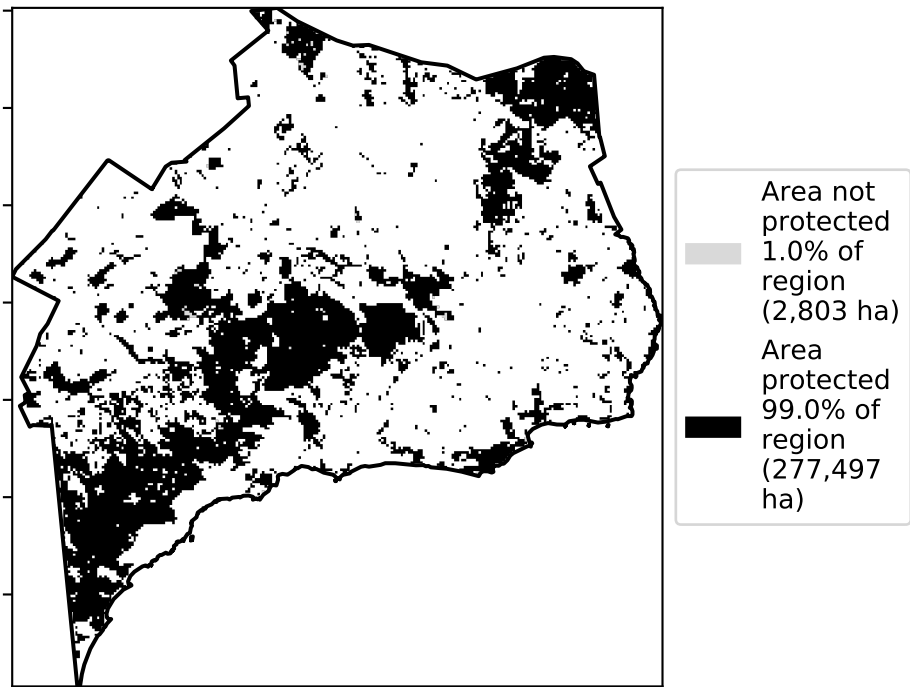 Area not
protected
1.0% of
region
(2,803 ha)
Area
protected
99.0% of
region
(277,497
ha)